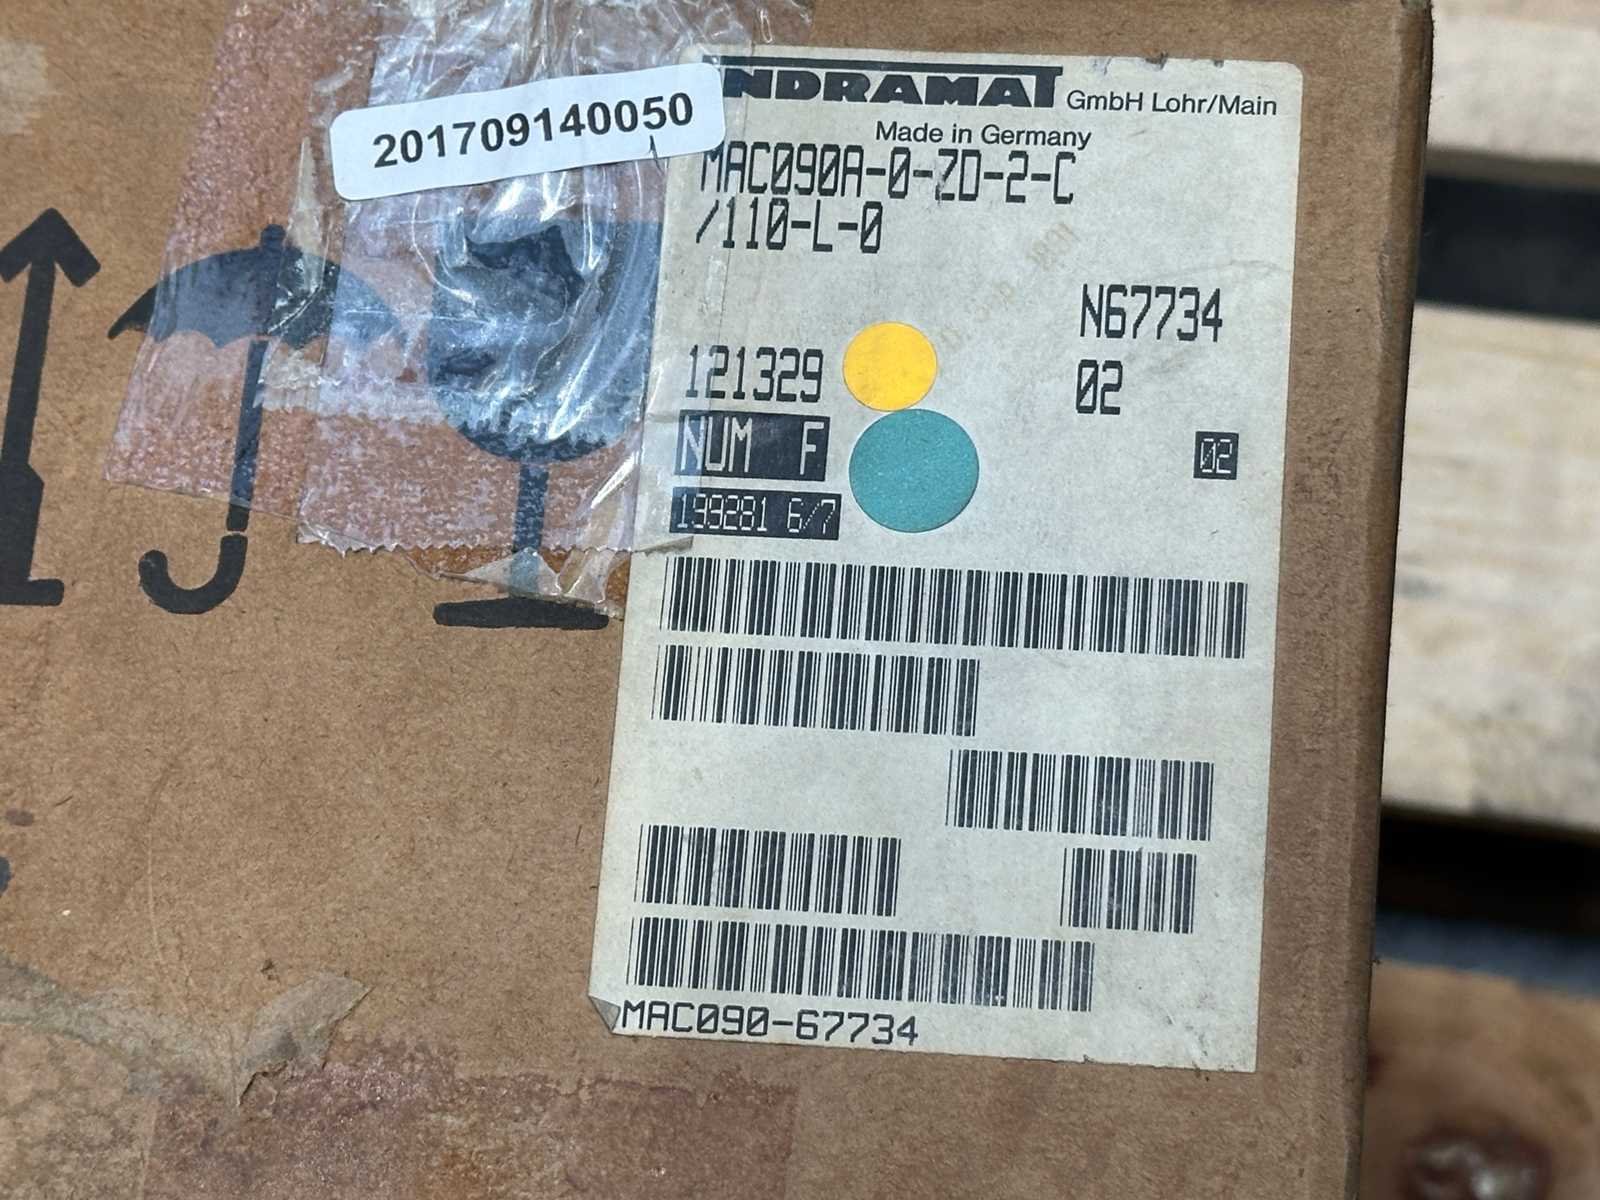 201709140050
INDRAMAT GmbH Lohr/Main
Made in Germany
MAC090A-0-ZD-2-C
/110-L-0
N67734
121329
02
NUM F
02
199281 6/7
MAC090-67734